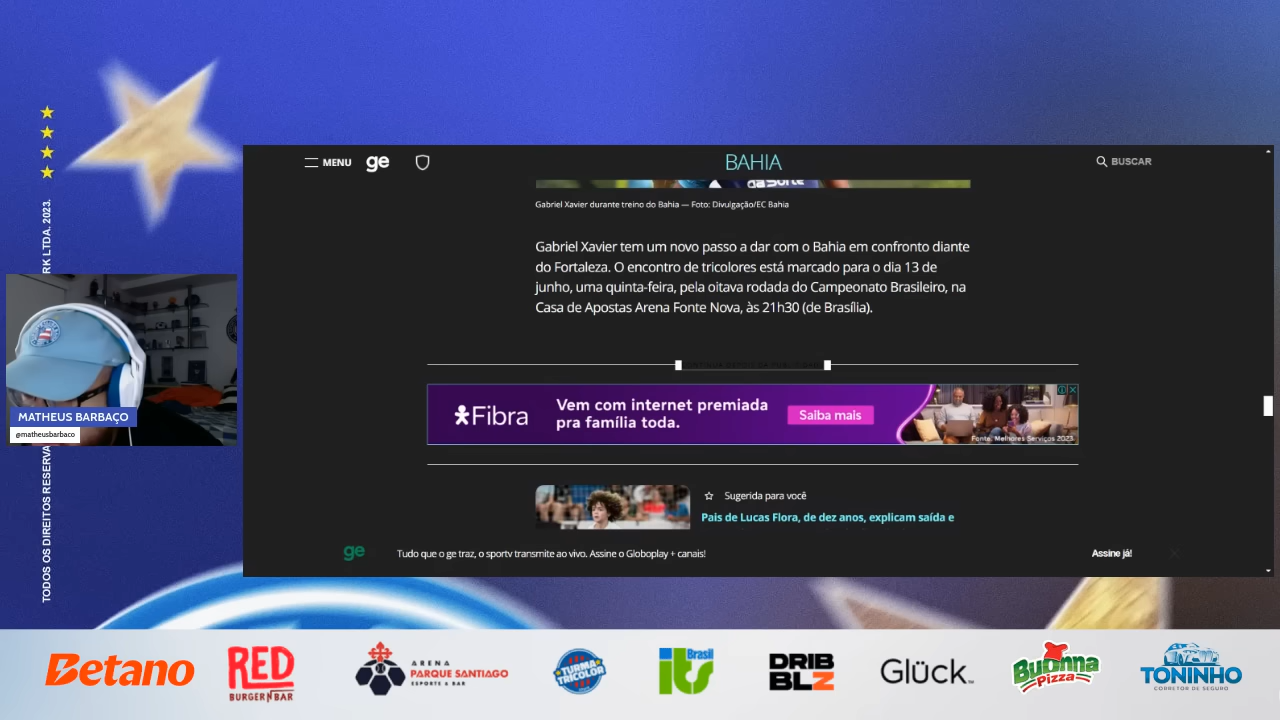 TODOS OS DIREITOS RESERVA
RK LTDA. 2023.
MENU
ge
BAHIA
BUSCAR
da Sorte
Gabriel Xavier durante treino do Bahia — Foto: Divulgação/EC Bahia
Gabriel Xavier tem um novo passo a dar com o Bahia em confronto diante
do Fortaleza. O encontro de tricolores está marcado para o dia 13 de
junho, uma quinta-feira, pela oitava rodada do Campeonato Brasileiro, na
Casa de Apostas Arena Fonte Nova, às 21h30 (de Brasília).
Fibra
Vem com internet premiada
pra família toda.
Saiba mais
Fonte: Melhores Serviços 2023.
Sugerida para você
Pais de Lucas Flora, de dez anos, explicam saída e
ge
Tudo que o ge traz, o sportv transmite ao vivo. Assine o Globoplay + canais!
Assine já!
MATHEUS BARBAÇO
@matheusbarbaco
Betano
RED
BURGER N' BAR
ARENA
PARQUE SANTIAGO
ESPORTE & BAR
TURMA
TRICOLOR
Brasil
its
DRIB
BLZ
Glück
Buonna
Pizza
TONINHO
CORRETOR DE SEGURO